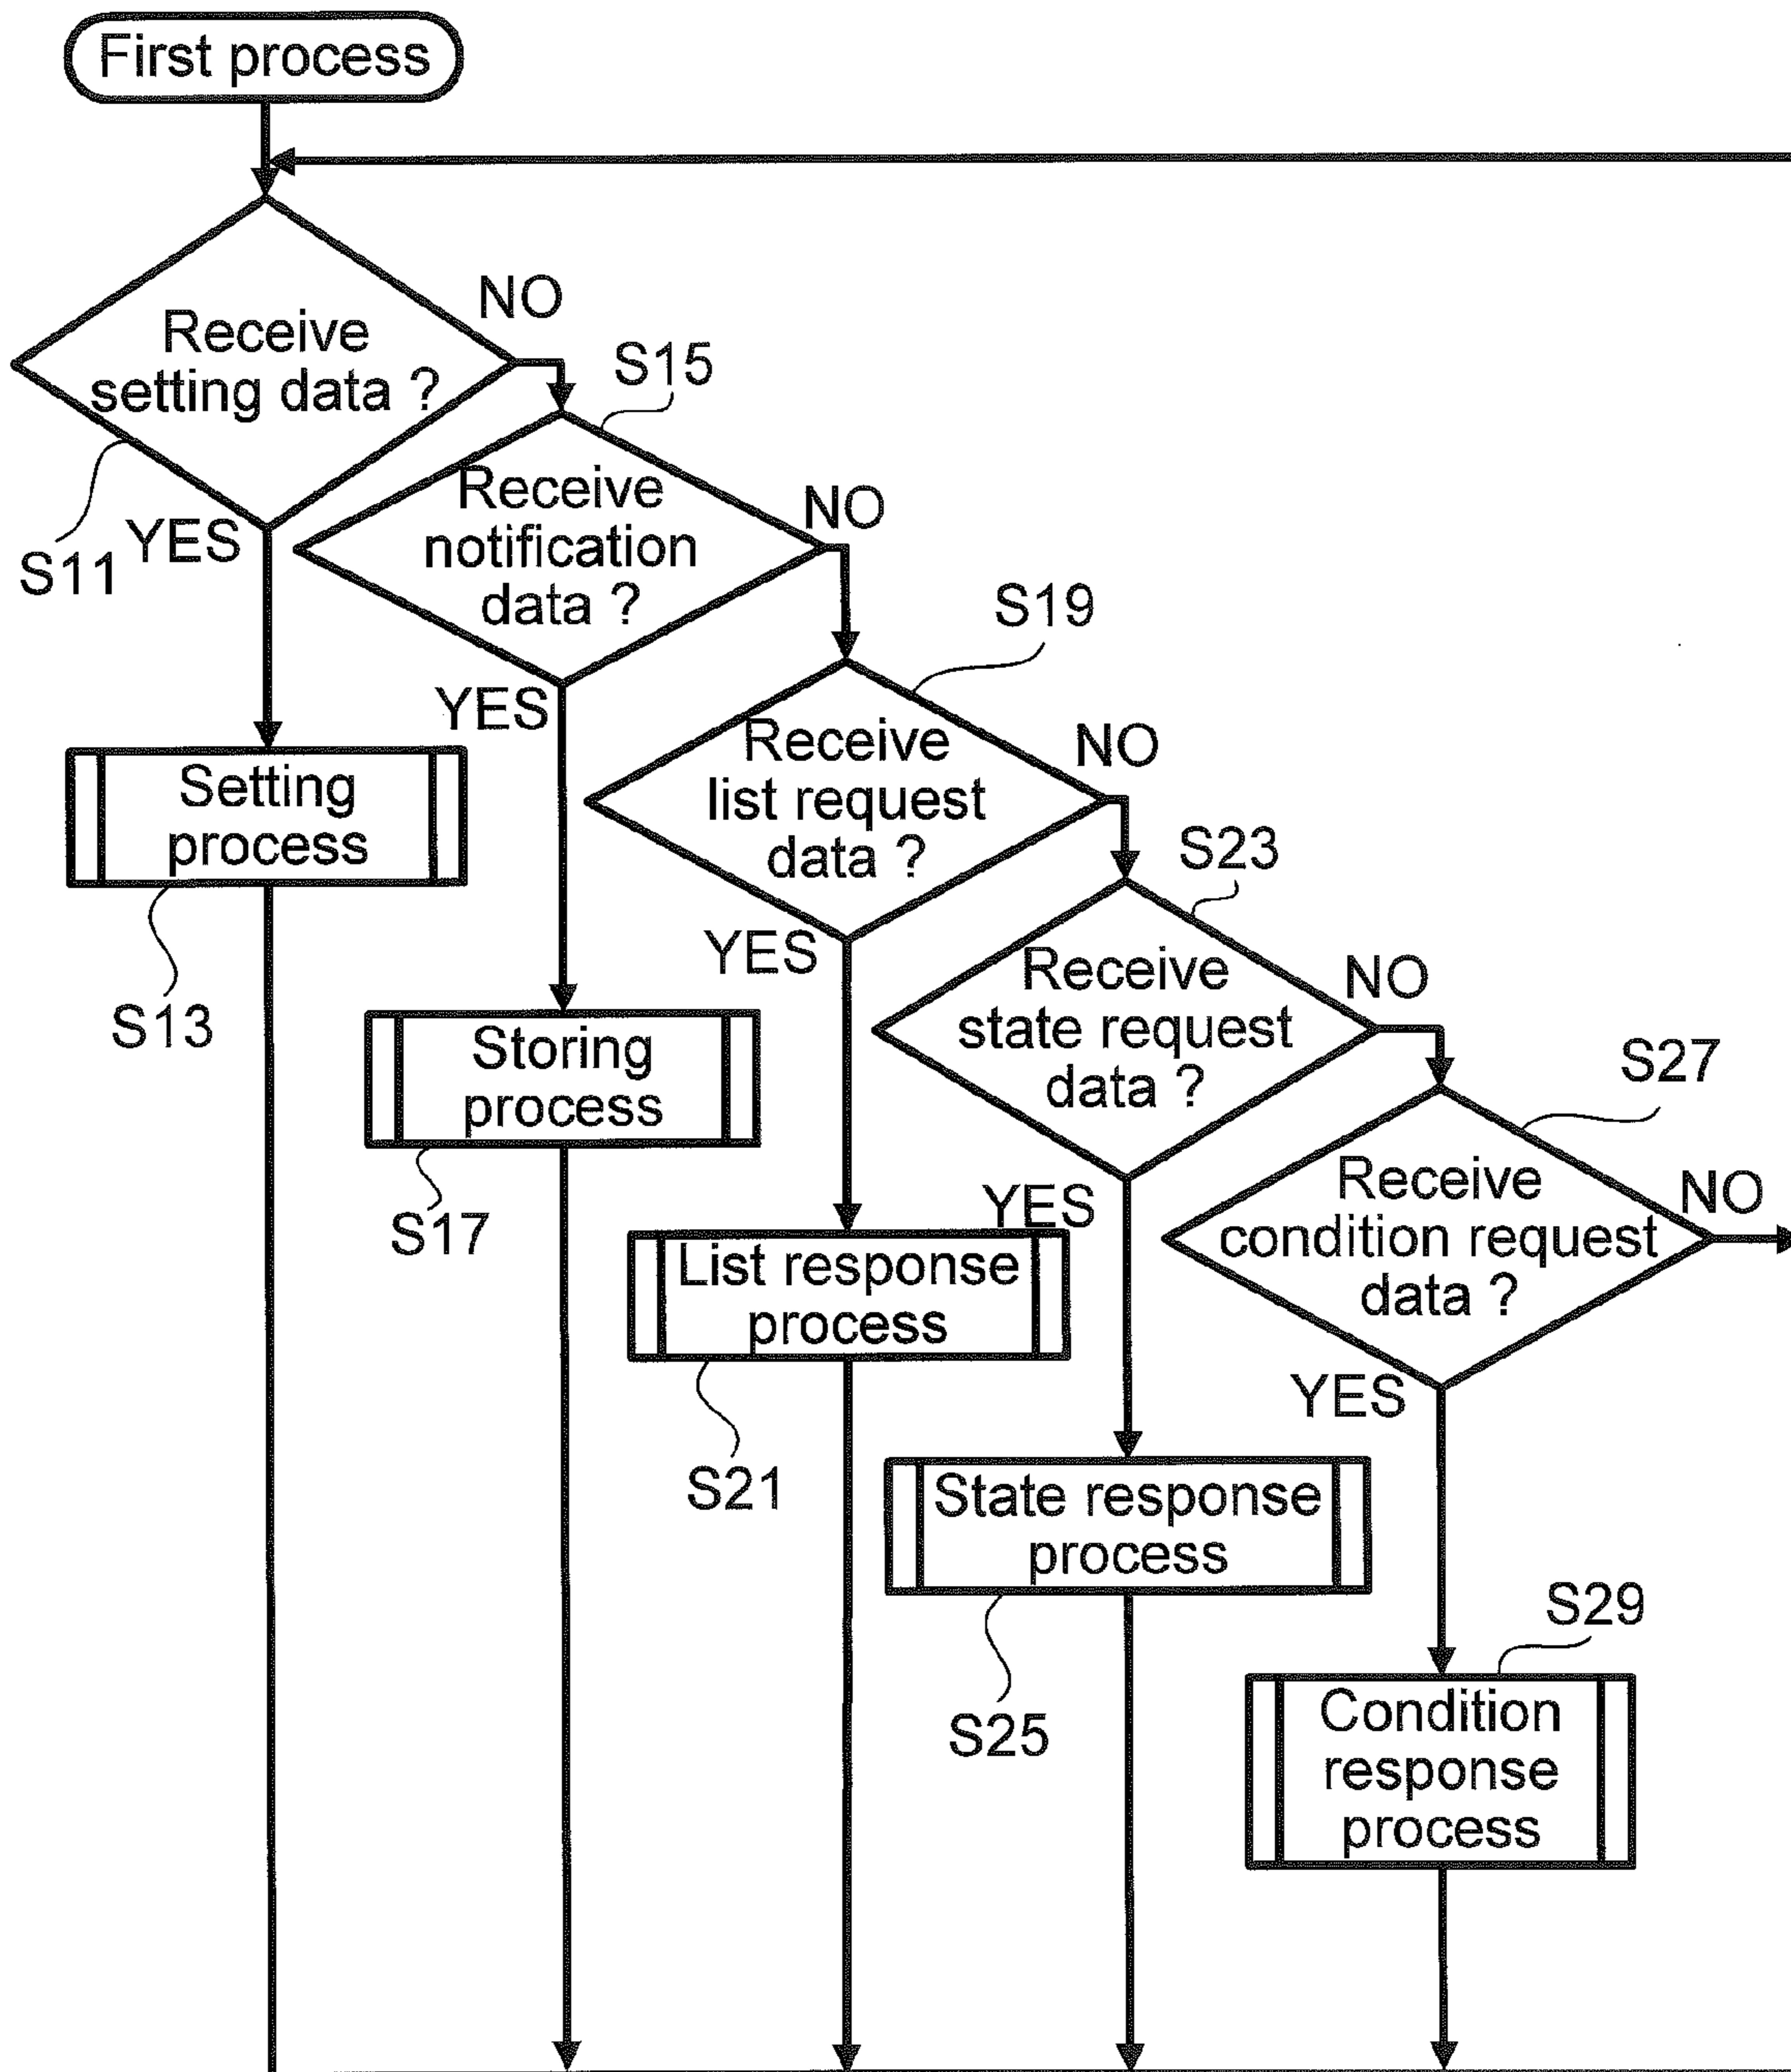 First process
NO
Receive
setting data ?
S11
YES
Setting
process
S13
S15
Receive
notification
data ?
NO
YES
Storing
process
S17
S19
Receive
list request
data ?
NO
YES
List response
process
S21
S23
Receive
state request
data ?
NO
YES
State response
process
S25
S27
Receive
condition request
data ?
NO
YES
S29
Condition
response
process